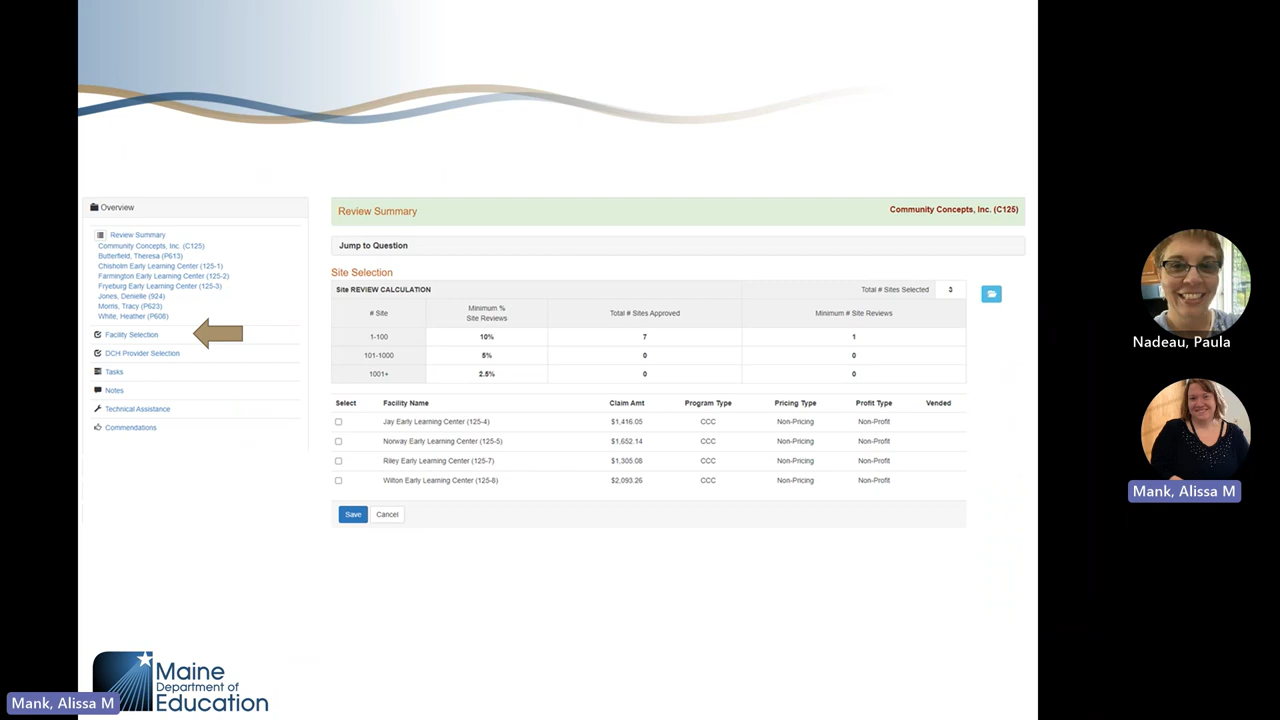 Overview
Review Summary
Community Concepts, Inc. (C125)
Butterfield, Theresa (P613)
Chisholm Early Learning Center (125-1)
Farmington Early Learning Center (125-2)
Fryeburg Early Learning Center (125-3)
Jones, Denielle (924)
Morris, Tracy (P623)
White, Heather (P608)
Facility Selection
DCH Provider Selection
Tasks
Notes
Technical Assistance
Commendations
Review Summary Community Concepts, Inc. (C125)
Jump to Question
Site Selection
Site REVIEW CALCULATION Total # Sites Selected 3
# Site Minimum % Site Reviews Total # Sites Approved Minimum # Site Reviews
1-100 10% 7 1
101-1000 5% 0 0
1001+ 2.5% 0 0
Select Facility Name Claim Amt Program Type Pricing Type Profit Type Vended
Jay Early Learning Center (125-4) $1,416.05 CCC Non-Pricing Non-Profit
Norway Early Learning Center (125-5) $1,652.14 CCC Non-Pricing Non-Profit
Riley Early Learning Center (125-7) $1,305.08 CCC Non-Pricing Non-Profit
Wilton Early Learning Center (125-8) $2,093.26 CCC Non-Pricing Non-Profit
Save Cancel
Maine
Department of
Education
Mank, Alissa M
Nadeau, Paula
Mank, Alissa M